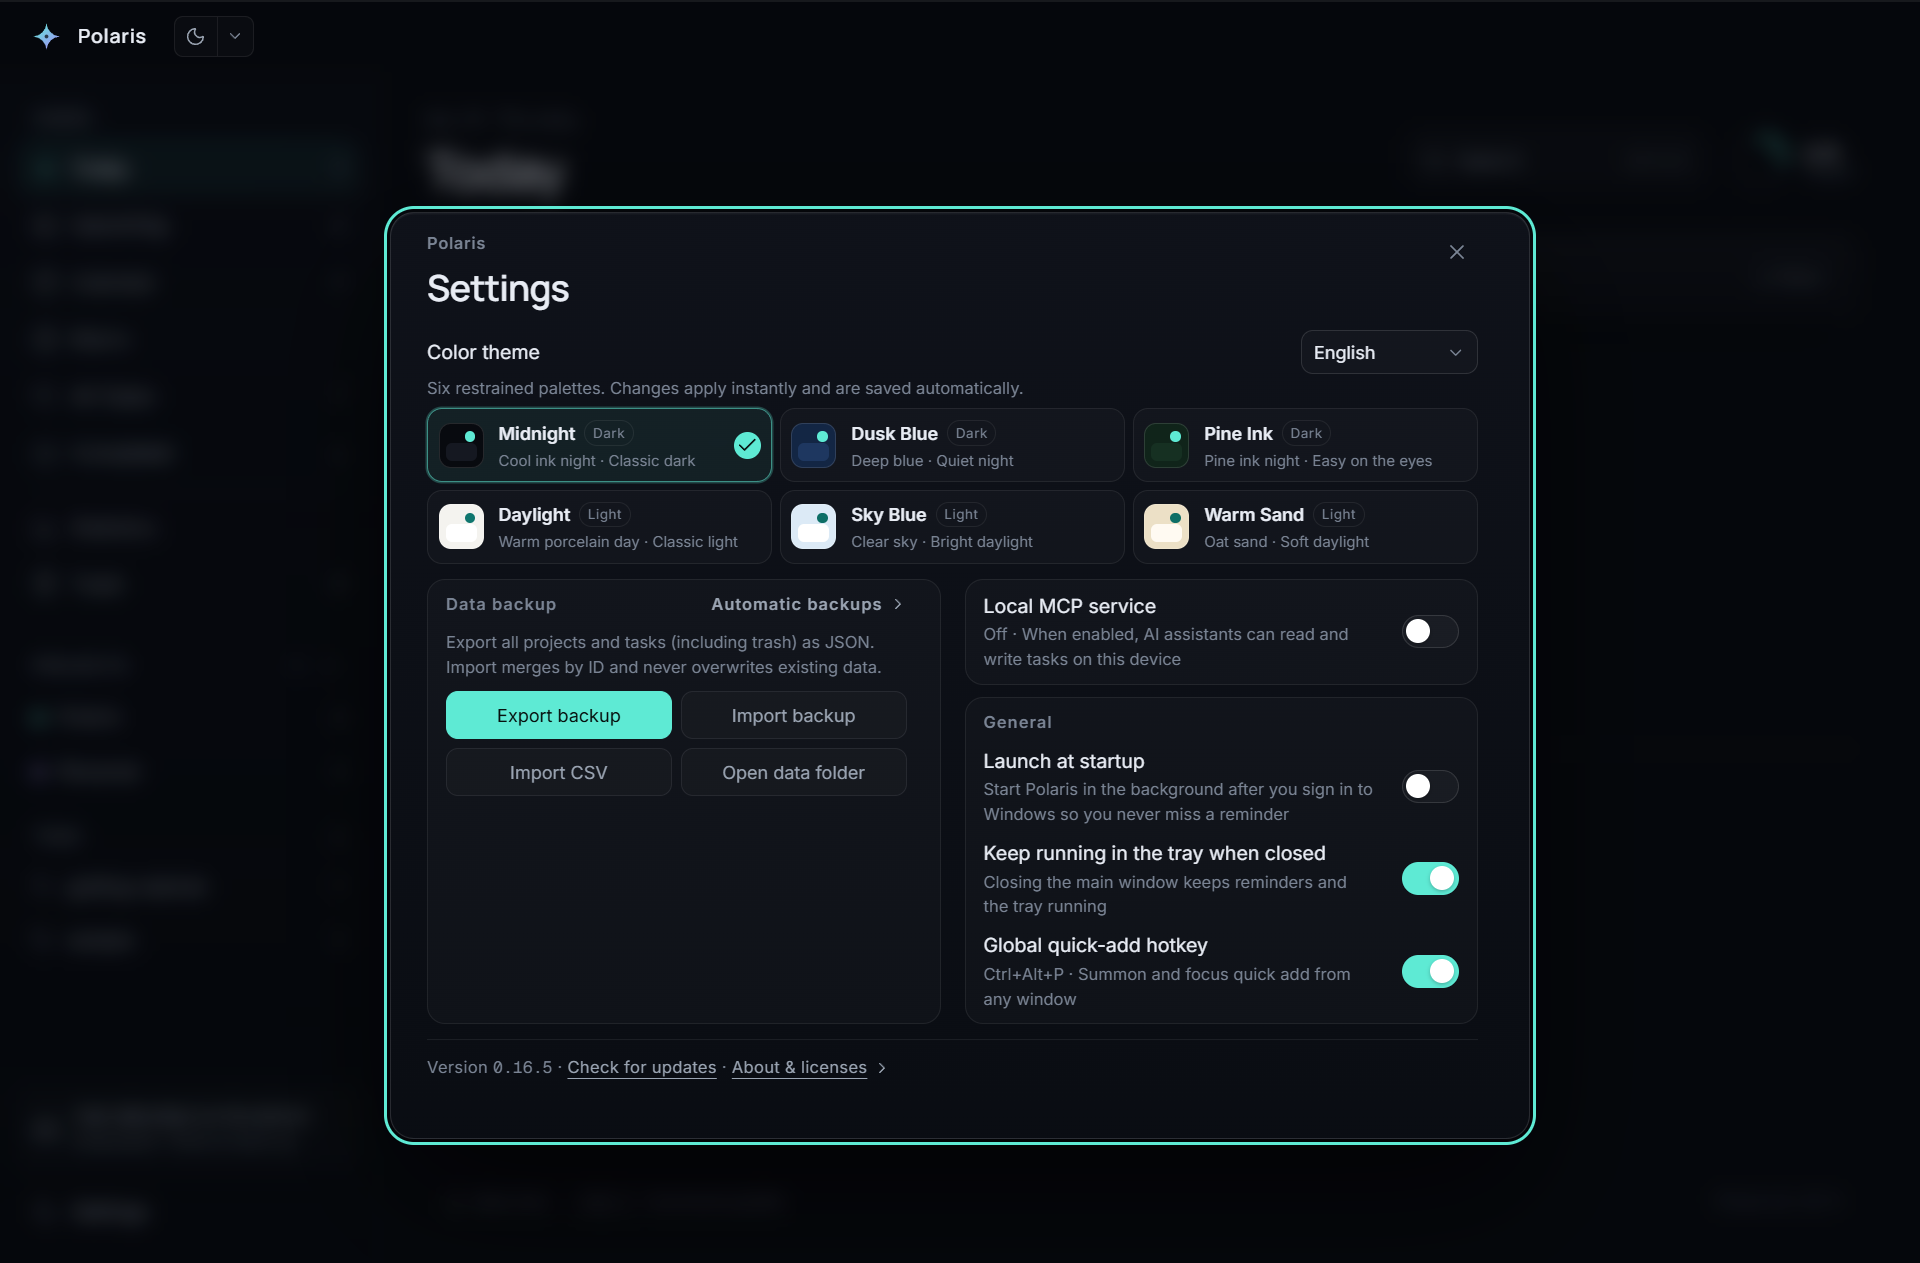 Polaris
Today
Polaris
Settings
Color theme
English
Six restrained palettes. Changes apply instantly and are saved automatically.
Midnight Dark
Cool ink night · Classic dark
Dusk Blue Dark
Deep blue · Quiet night
Pine Ink Dark
Pine ink night · Easy on the eyes
Daylight Light
Warm porcelain day · Classic light
Sky Blue Light
Clear sky · Bright daylight
Warm Sand Light
Oat sand · Soft daylight
Data backup
Automatic backups
Export all projects and tasks (including trash) as JSON.
Import merges by ID and never overwrites existing data.
Export backup
Import backup
Import CSV
Open data folder
Local MCP service
Off · When enabled, AI assistants can read and
write tasks on this device
General
Launch at startup
Start Polaris in the background after you sign in to
Windows so you never miss a reminder
Keep running in the tray when closed
Closing the main window keeps reminders and
the tray running
Global quick-add hotkey
Ctrl+Alt+P · Summon and focus quick add from
any window
Version 0.16.5 · Check for updates · About & licenses